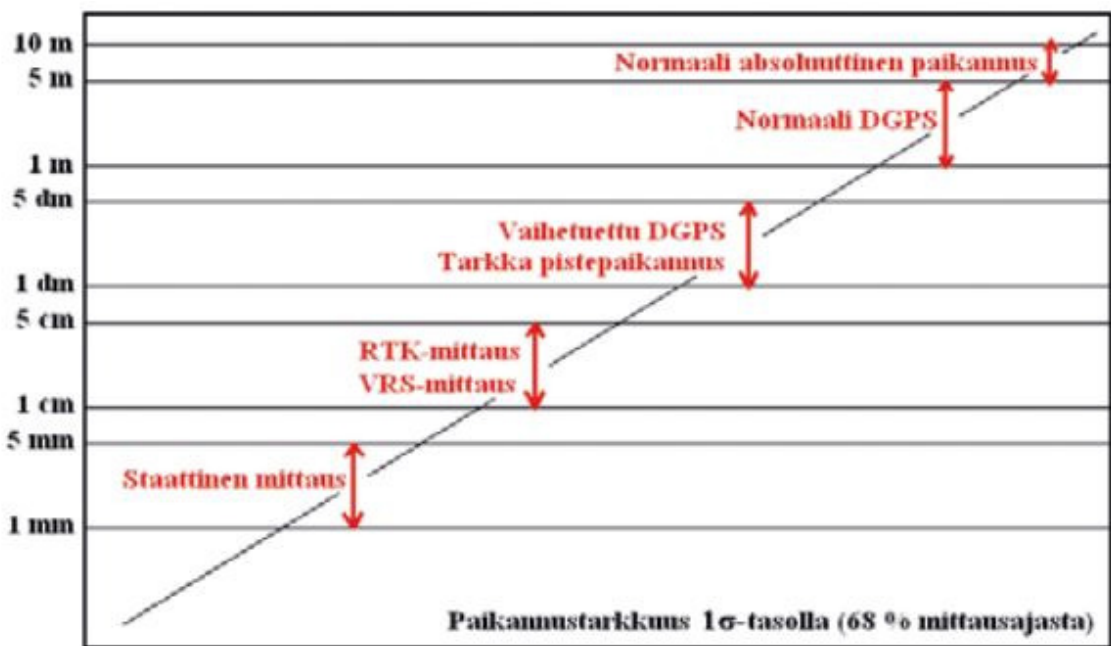 10 m
Normaali absoluuttinen paikannus
5 m
Normaali DGPS
1 m
5 dm
Vaihetuettu DGPS
Tarkka pistepaikannus
1 dm
5 cm
RTK-mittaus
VRS-mittaus
1 cm
5 mm
Staattinen mittaus
1 mm
Paikannustarkkuus 1σ-tasolla (68 % mittausajasta)